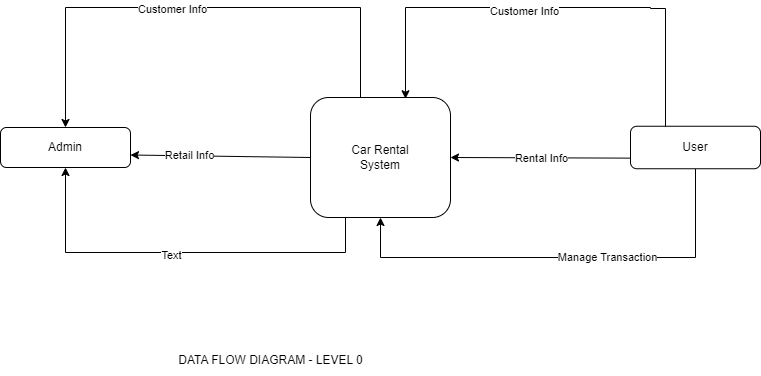 Customer Info
Customer Info
Admin
Retail Info
Car Rental
System
Rental Info
User
Text
Manage Transaction
DATA FLOW DIAGRAM - LEVEL 0